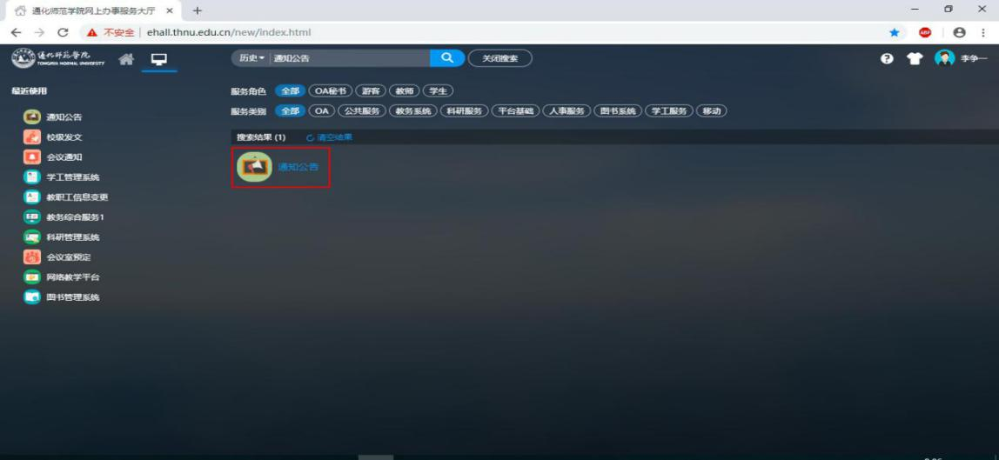 通化师范学院网上办事服务大厅
不安全 ehall.thnu.edu.cn/new/index.html
通化师范学院
TONGHUA NORMAL UNIVERSITY
历史 通知公告 关闭搜索 李争一
最近使用
通知公告
校级发文
会议通知
学工管理系统
教职工信息变更
教务综合服务1
科研管理系统
会议室预定
网络教学平台
图书管理系统
服务角色 全部 OA秘书 游客 教师 学生
服务类别 全部 OA 公共服务 教务系统 科研服务 平台基础 人事服务 图书系统 学工服务 移动
搜索结果 (1) 清空结果
通知公告